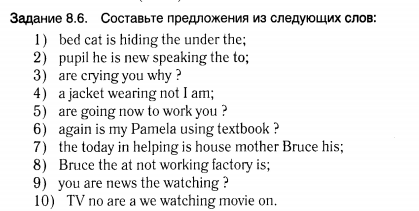 Задание 8.6. Составьте предложения из следующих слов:
1) bed cat is hiding the under the;
2) pupil he is new speaking the to;
3) are crying you why ?
4) a jacket wearing not I am;
5) are going now to work you ?
6) again is my Pamela using textbook ?
7) the today in helping is house mother Bruce his;
8) Bruce the at not working factory is;
9) you are news the watching ?
10) TV no are a we watching movie on.